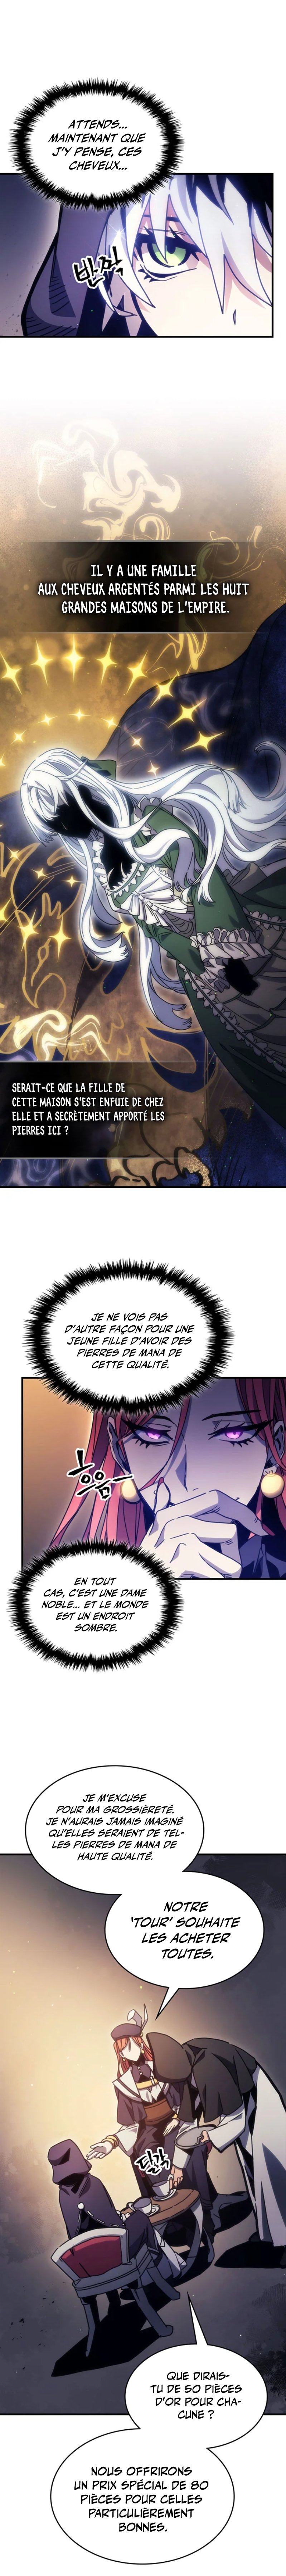 ATTENDS...
MAINTENANT QUE
J'Y PENSE, CES
CHEVEUX...
반짝
IL Y A UNE FAMILLE
AUX CHEVEUX ARGENTÉS PARMI LES HUIT
GRANDES MAISONS DE L'EMPIRE.
SERAIT-CE QUE LA FILLE DE
CETTE MAISON S'EST ENFUIE DE CHEZ
ELLE ET A SECRÈTEMENT APPORTÉ LES
PIERRES ICI ?
JE NE VOIS PAS
D'AUTRE FAÇON POUR UNE
JEUNE FILLE D'AVOIR DES
PIERRES DE MANA DE
CETTE QUALITÉ.
흐음
EN TOUT
CAS, C'EST UNE DAME
NOBLE... ET LE MONDE
EST UN ENDROIT
SOMBRE.
JE M'EXCUSE
POUR MA GROSSIÈRETÉ.
JE N'AURAIS JAMAIS IMAGINÉ
QU'ELLES SERAIENT DE TEL-
LES PIERRES DE MANA DE
HAUTE QUALITÉ.
NOTRE
'TOUR' SOUHAITE
LES ACHETER
TOUTES.
달각
QUE DIRAIS-
TU DE 50 PIÈCES
D'OR POUR CHA-
CUNE ?
NOUS OFFRIRONS
UN PRIX SPÉCIAL DE 80
PIÈCES POUR CELLES
PARTICULIÈREMENT
BONNES.